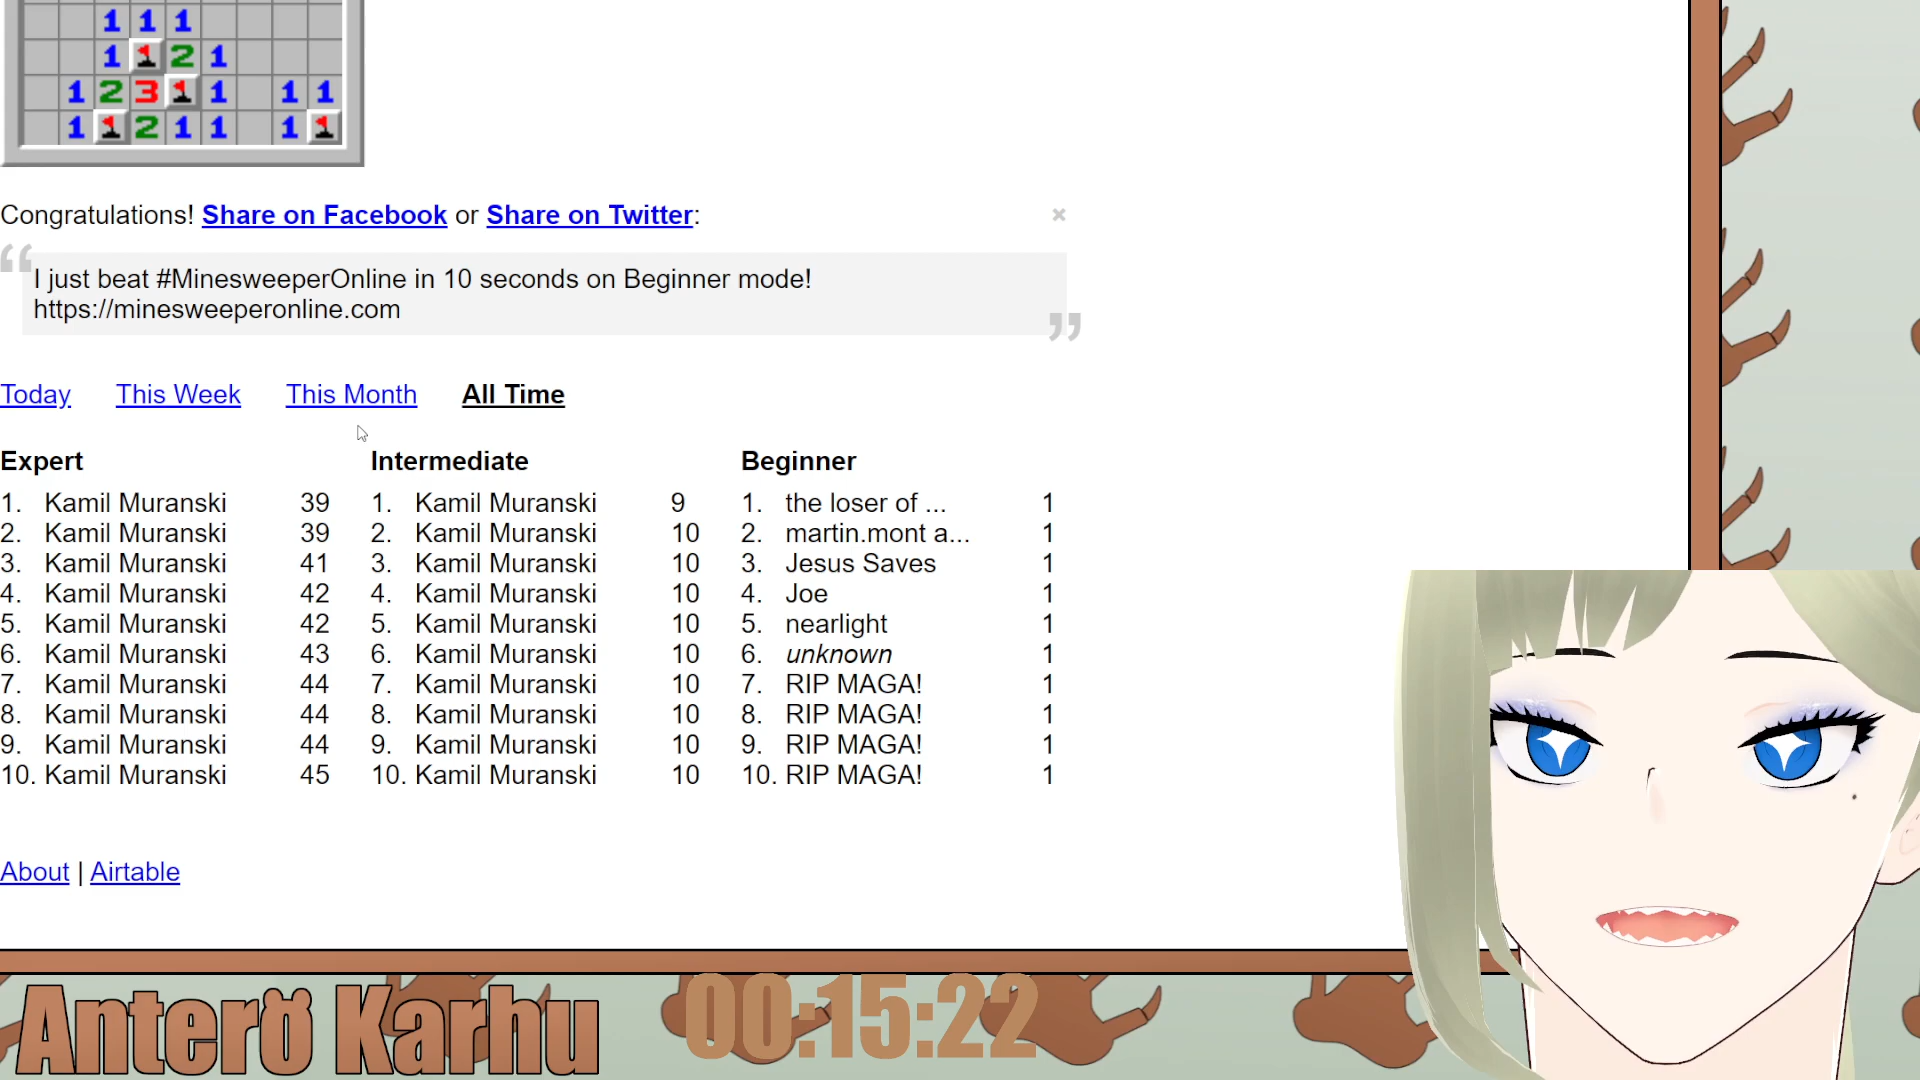 1 1 1
1 2 1
1 2 3 1 1 1
1 2 1 1 1
Congratulations! Share on Facebook or Share on Twitter: ×
“ I just beat #MinesweeperOnline in 10 seconds on Beginner mode!
https://minesweeperonline.com ”
Today This Week This Month All Time
Expert Intermediate Beginner
1. Kamil Muranski 39 1. Kamil Muranski 9 1. the loser of ... 1
2. Kamil Muranski 39 2. Kamil Muranski 10 2. martin.mont a... 1
3. Kamil Muranski 41 3. Kamil Muranski 10 3. Jesus Saves 1
4. Kamil Muranski 42 4. Kamil Muranski 10 4. Joe 1
5. Kamil Muranski 42 5. Kamil Muranski 10 5. nearlight 1
6. Kamil Muranski 43 6. Kamil Muranski 10 6. unknown 1
7. Kamil Muranski 44 7. Kamil Muranski 10 7. RIP MAGA! 1
8. Kamil Muranski 44 8. Kamil Muranski 10 8. RIP MAGA! 1
9. Kamil Muranski 44 9. Kamil Muranski 10 9. RIP MAGA! 1
10. Kamil Muranski 45 10. Kamil Muranski 10 10. RIP MAGA! 1
About | Airtable
Anterö Karhu 00:15:22